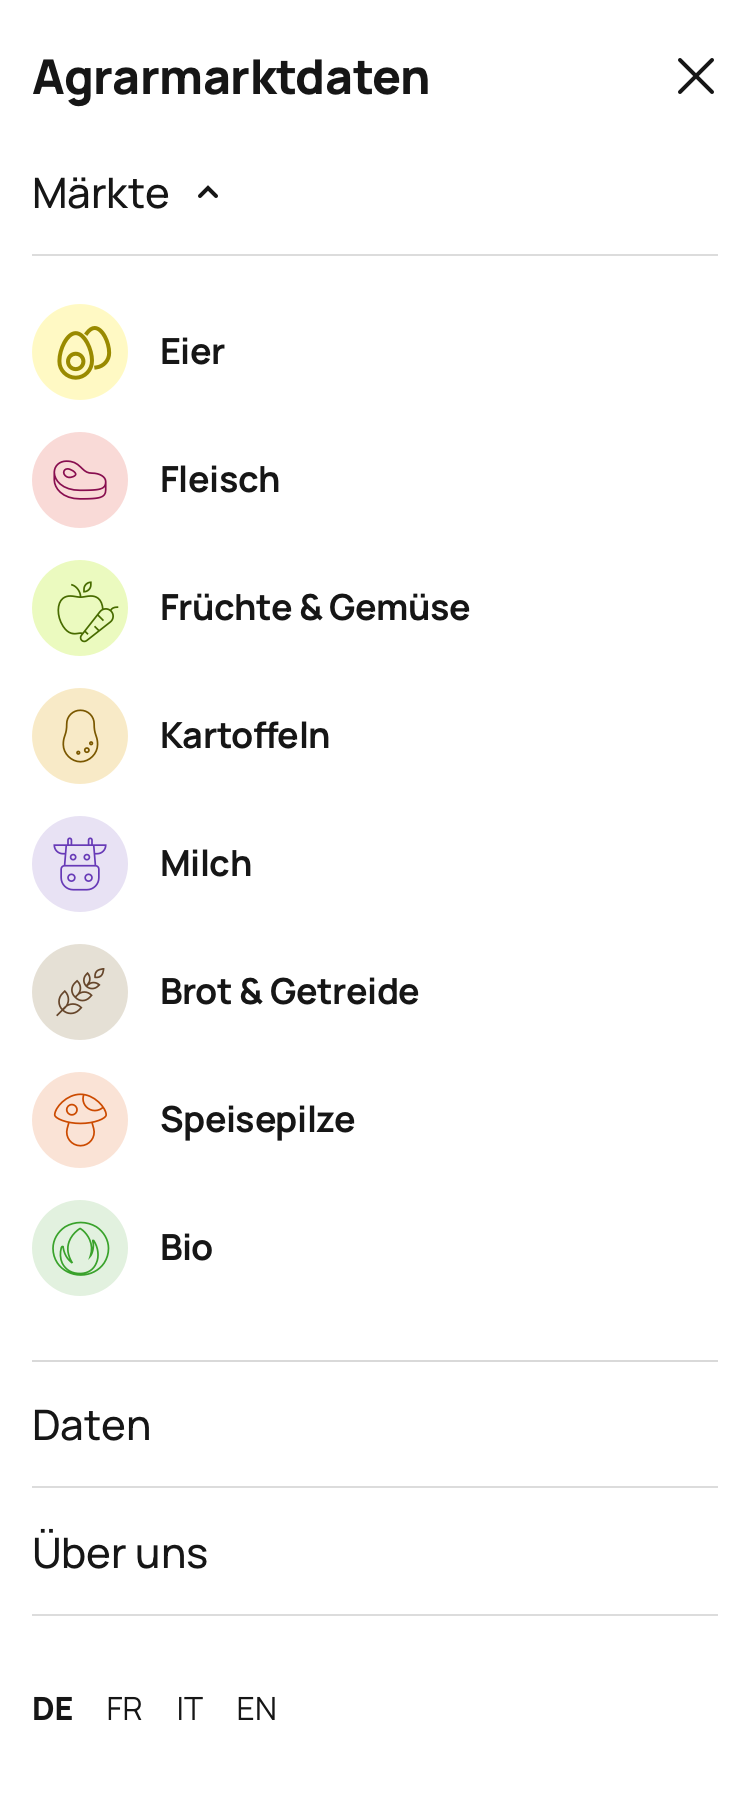 Agrarmarktdaten
Märkte
Eier
Fleisch
Früchte & Gemüse
Kartoffeln
Milch
Brot & Getreide
Speisepilze
Bio
Daten
Über uns
DE FR IT EN